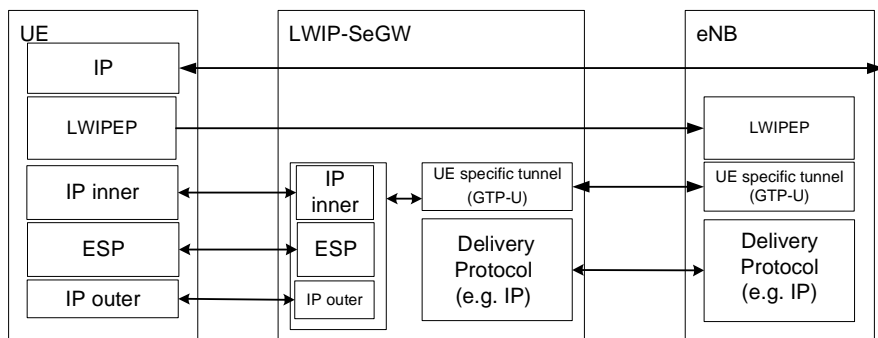 UE
IP
LWIPEP
IP inner
ESP
IP outer
LWIP-SeGW
IP
inner
ESP
IP outer
UE specific tunnel
(GTP-U)
Delivery
Protocol
(e.g. IP)
eNB
LWIPEP
UE specific tunnel
(GTP-U)
Delivery
Protocol
(e.g. IP)